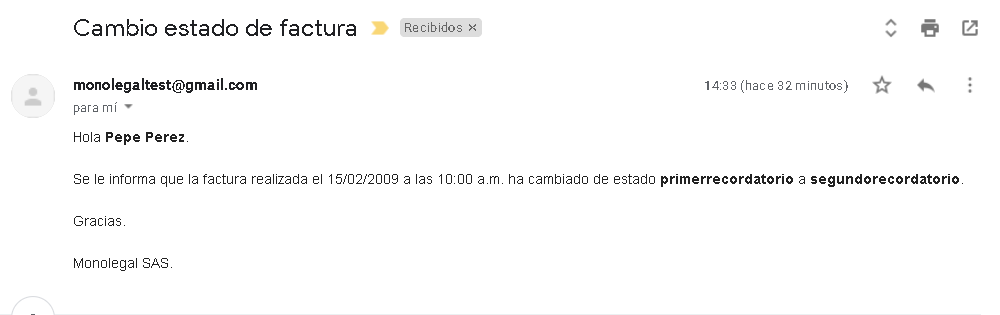 Cambio estado de factura Recibidos ×
monolegaltest@gmail.com 14:33 (hace 32 minutos)
para mí
Hola Pepe Perez.
Se le informa que la factura realizada el 15/02/2009 a las 10:00 a.m. ha cambiado de estado primerrecordatorio a segundorecordatorio.
Gracias.
Monolegal SAS.